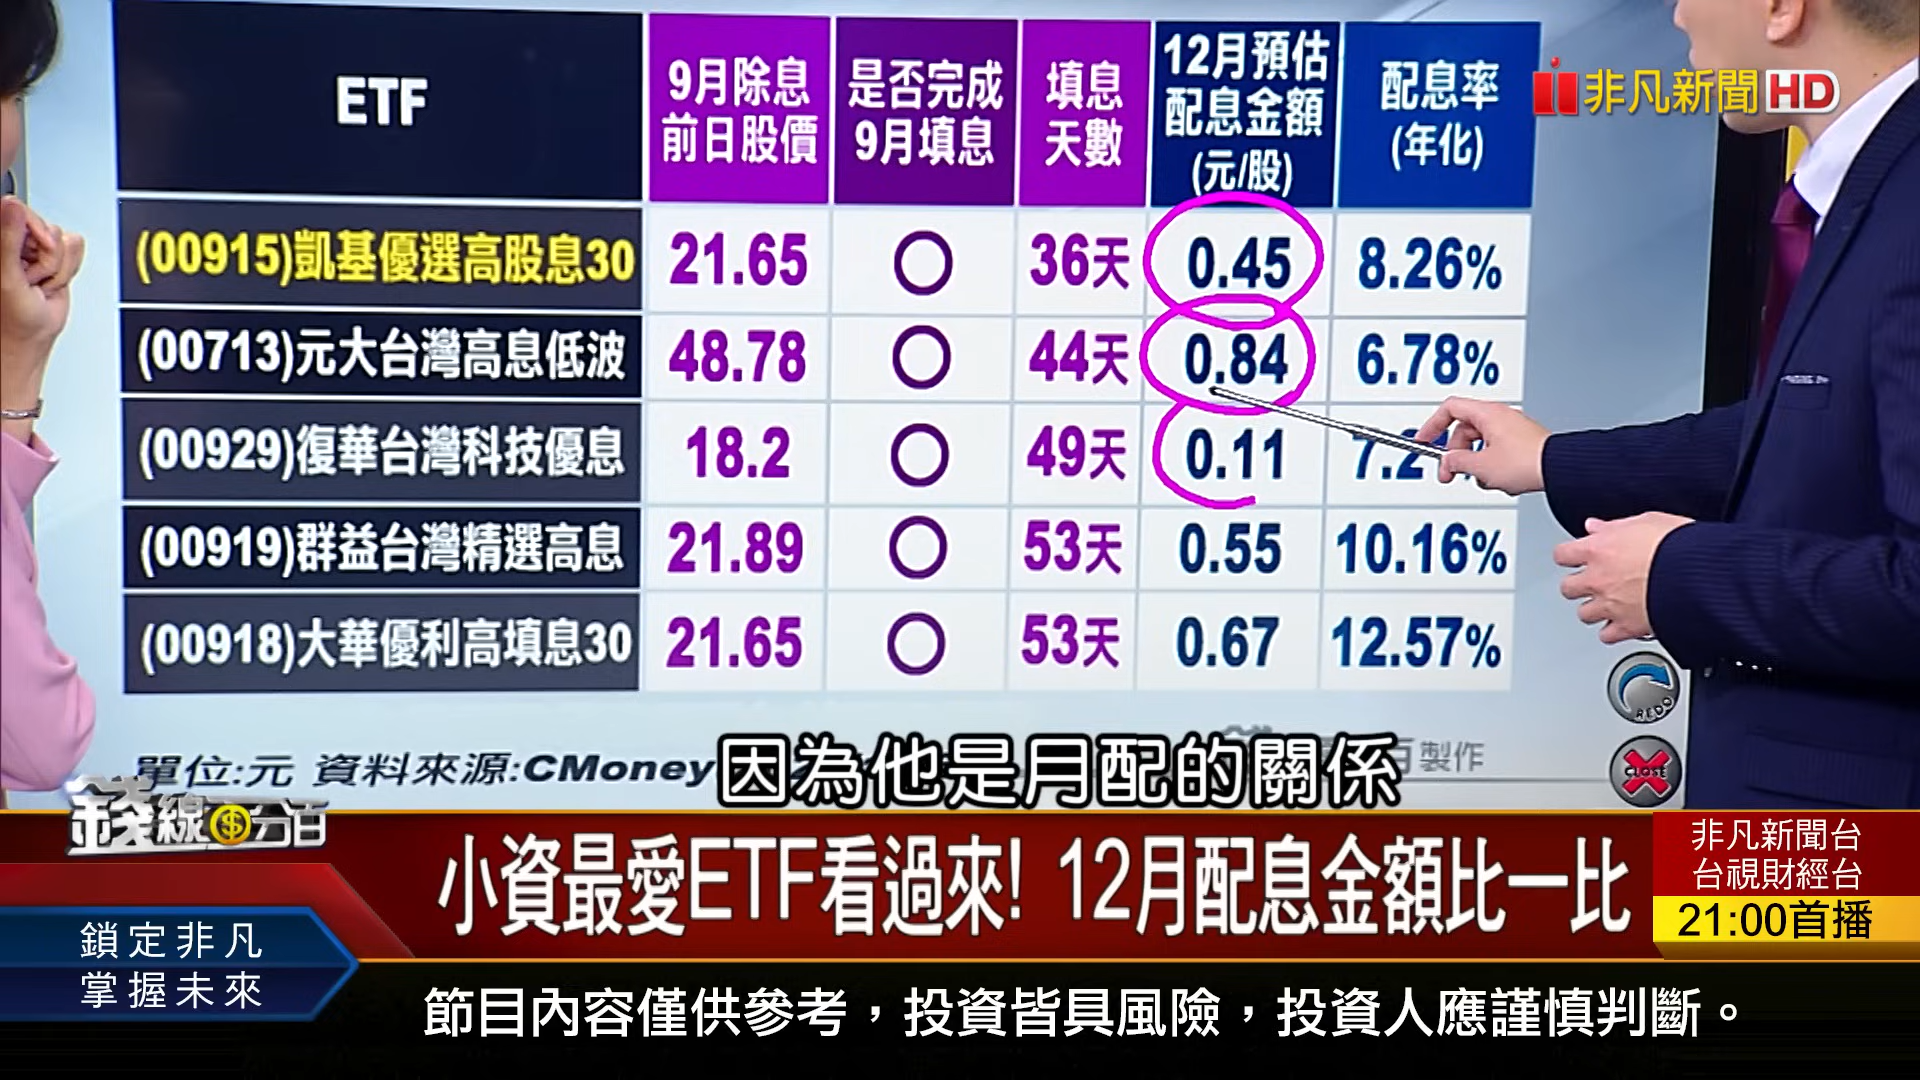 ETF
9月除息
前日股價
是否完成
9月填息
填息
天數
12月預估
配息金額
(元/股)
配息率
(年化)
非凡新聞HD
(00915)凱基優選高股息30 21.65 ○ 36天 0.45 8.26%
(00713)元大台灣高息低波 48.78 ○ 44天 0.84 6.78%
(00929)復華台灣科技優息 18.2 ○ 49天 0.11
(00919)群益台灣精選高息 21.89 ○ 53天 0.55 10.16%
(00918)大華優利高填息30 21.65 ○ 53天 0.67 12.57%
REDO
CLOSE
單位:元 資料來源:CMoney
製作
因為他是月配的關係
錢線百分百
小資最愛ETF看過來! 12月配息金額比一比
非凡新聞台
台視財經台
21:00首播
鎖定非凡
掌握未來
節目內容僅供參考，投資皆具風險，投資人應謹慎判斷。